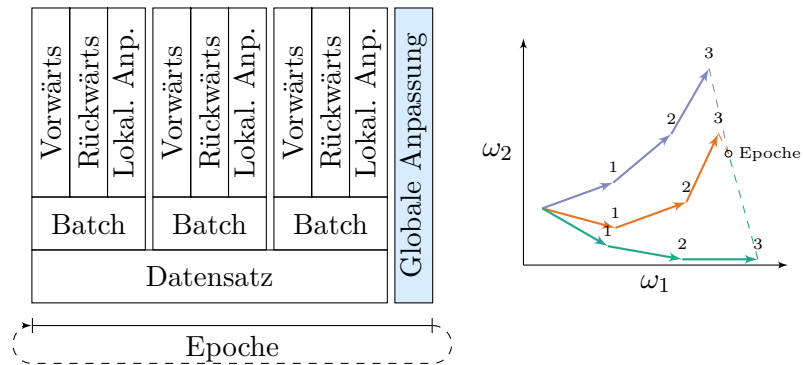 Vorwärts
Rückwärts
Lokal. Anp.
Vorwärts
Rückwärts
Lokal. Anp.
Vorwärts
Rückwärts
Lokal. Anp.
Globale Anpassung
Batch
Batch
Batch
Datensatz
Epoche
ω2
3
2
1
3
2
1
1
2
3
Epoche
ω1